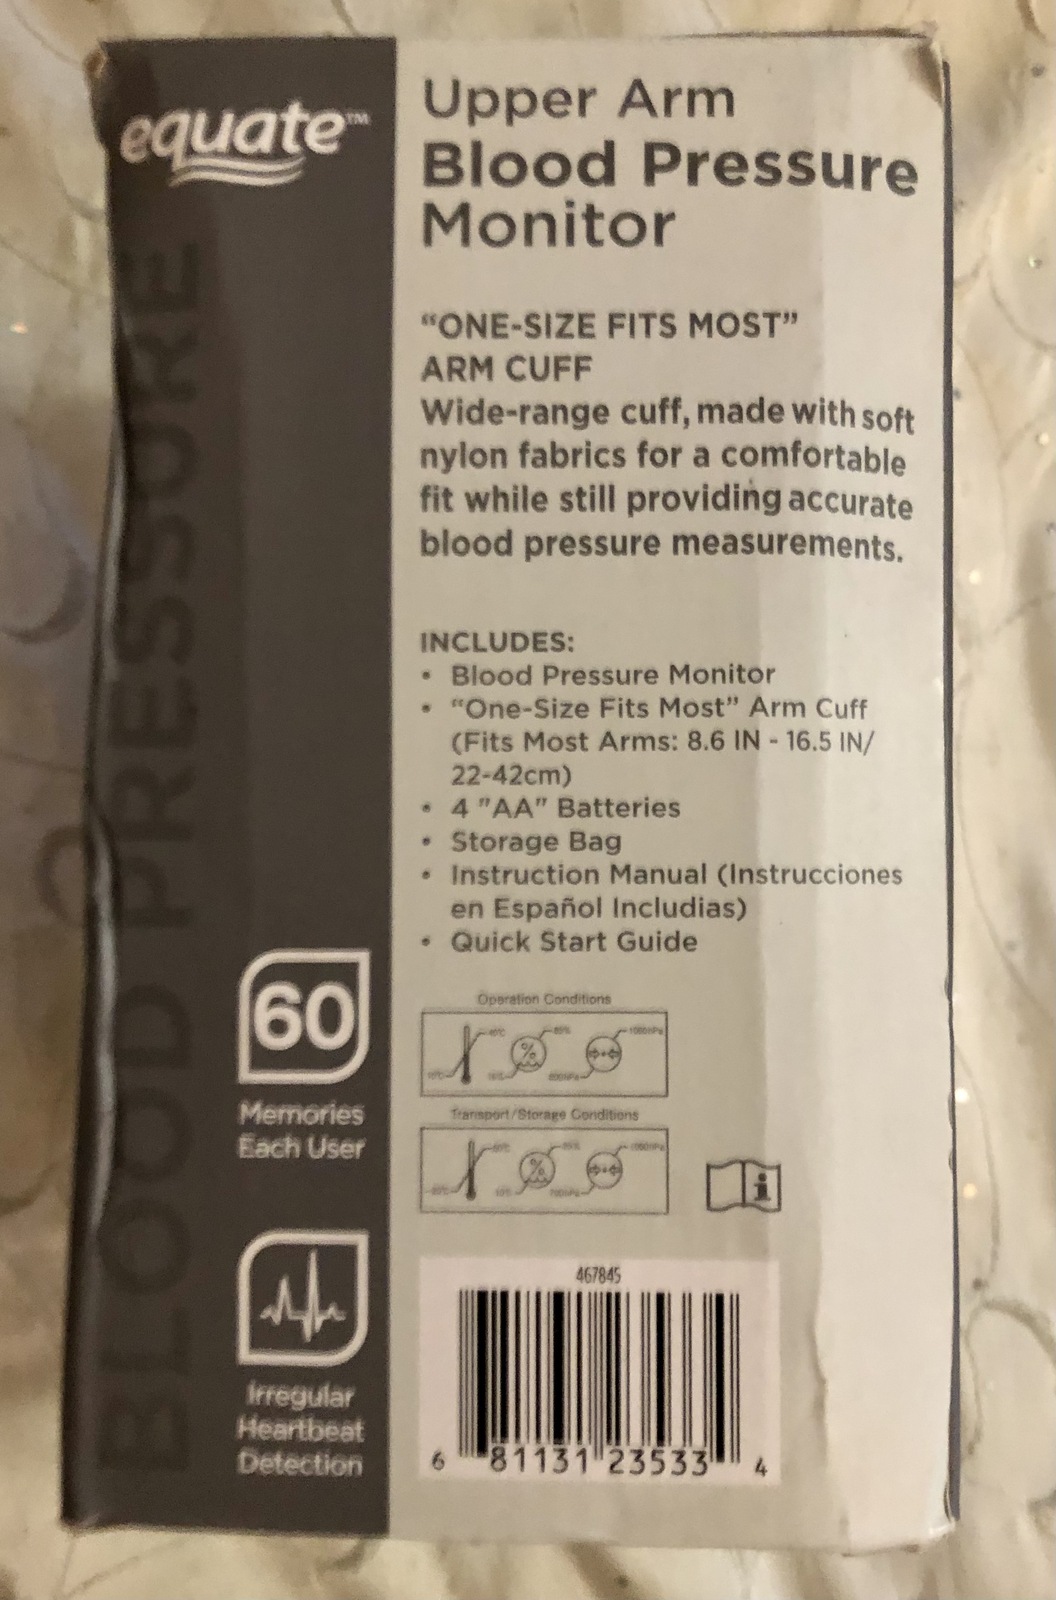 equate™
Upper Arm
Blood Pressure
Monitor
“ONE-SIZE FITS MOST”
ARM CUFF
Wide-range cuff, made with soft
nylon fabrics for a comfortable
fit while still providing accurate
blood pressure measurements.
INCLUDES:
• Blood Pressure Monitor
• “One-Size Fits Most” Arm Cuff
(Fits Most Arms: 8.6 IN - 16.5 IN/
22-42cm)
• 4 "AA" Batteries
• Storage Bag
• Instruction Manual (Instrucciones
en Español Includias)
• Quick Start Guide
BLOOD PRESSURE
60
Memories
Each User
Irregular
Heartbeat
Detection
Operation Conditions
%
Transport/Storage Conditions
%
i
467845
6 81131 23533 4